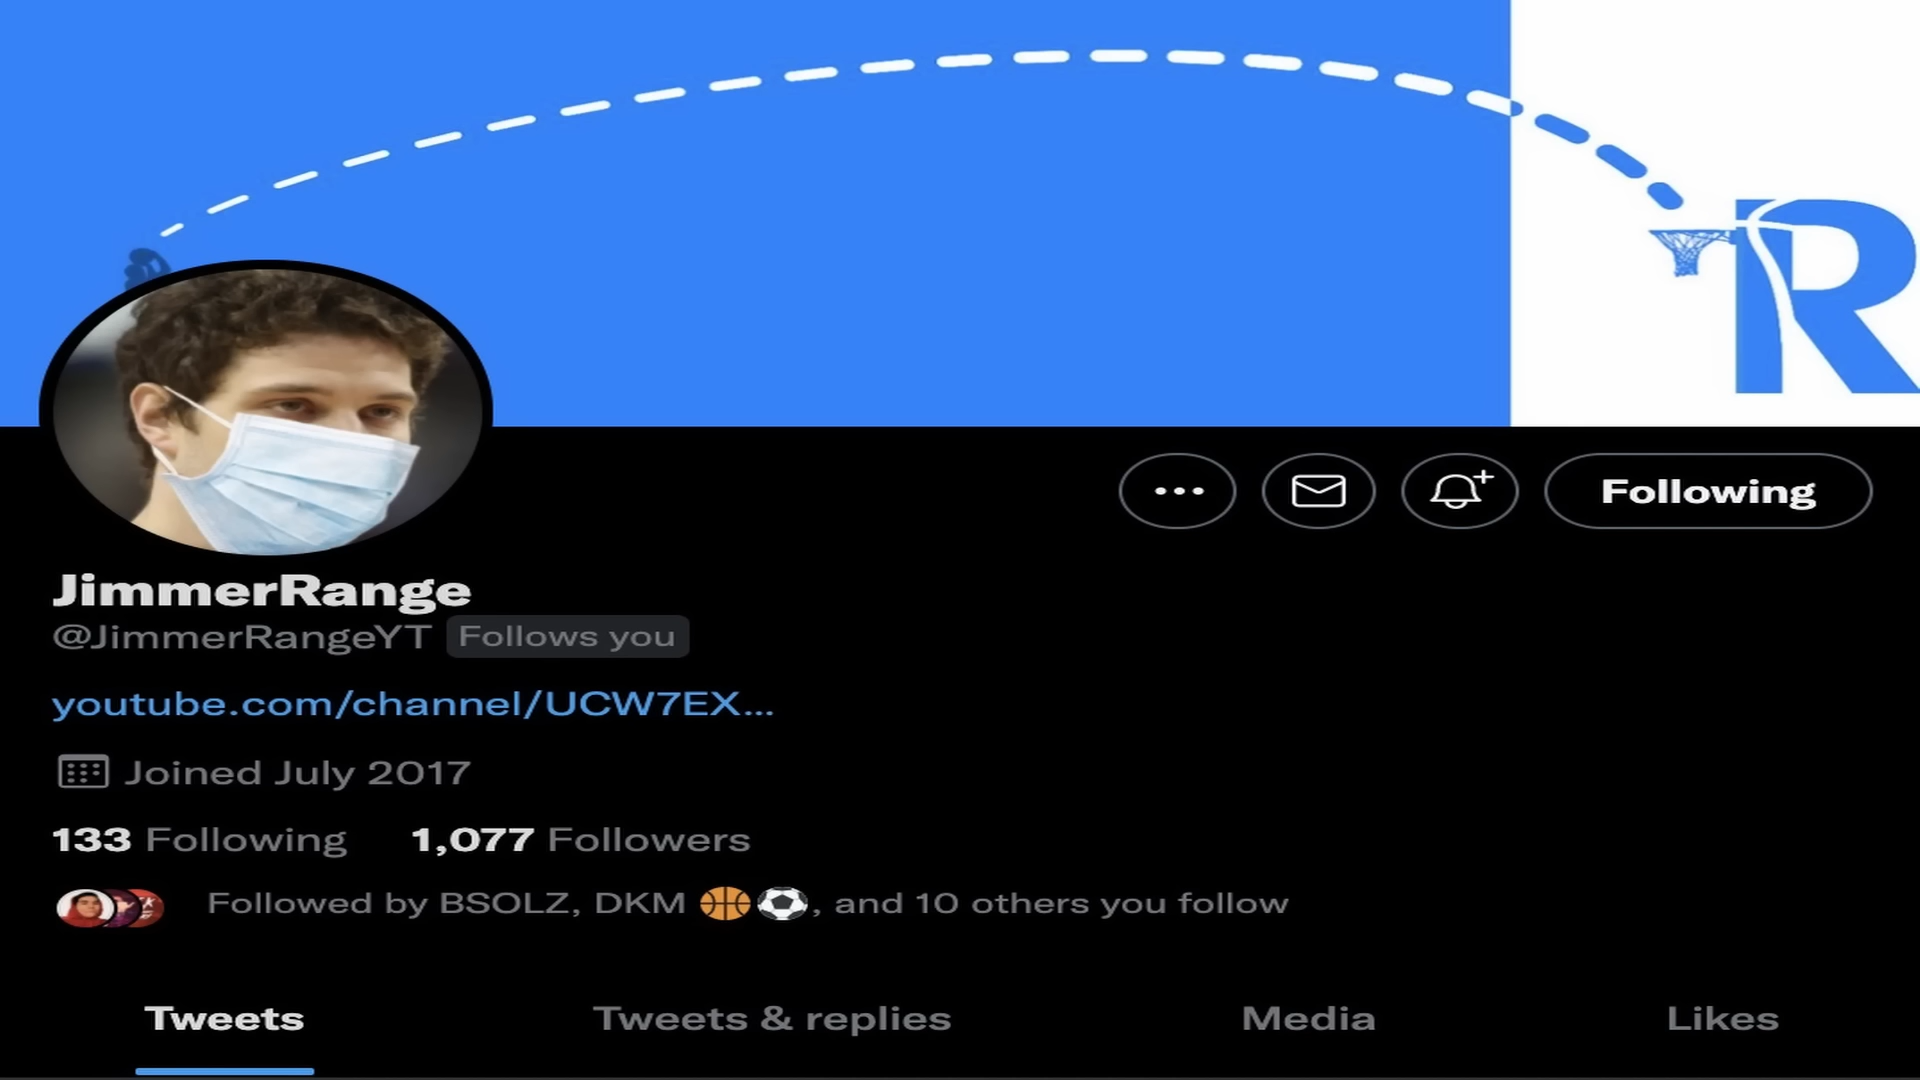 R
Following
JimmerRange
@JimmerRangeYT Follows you
youtube.com/channel/UCW7EX...
Joined July 2017
133 Following 1,077 Followers
Followed by BSOLZ, DKM 🏀⚽, and 10 others you follow
Tweets Tweets & replies Media Likes